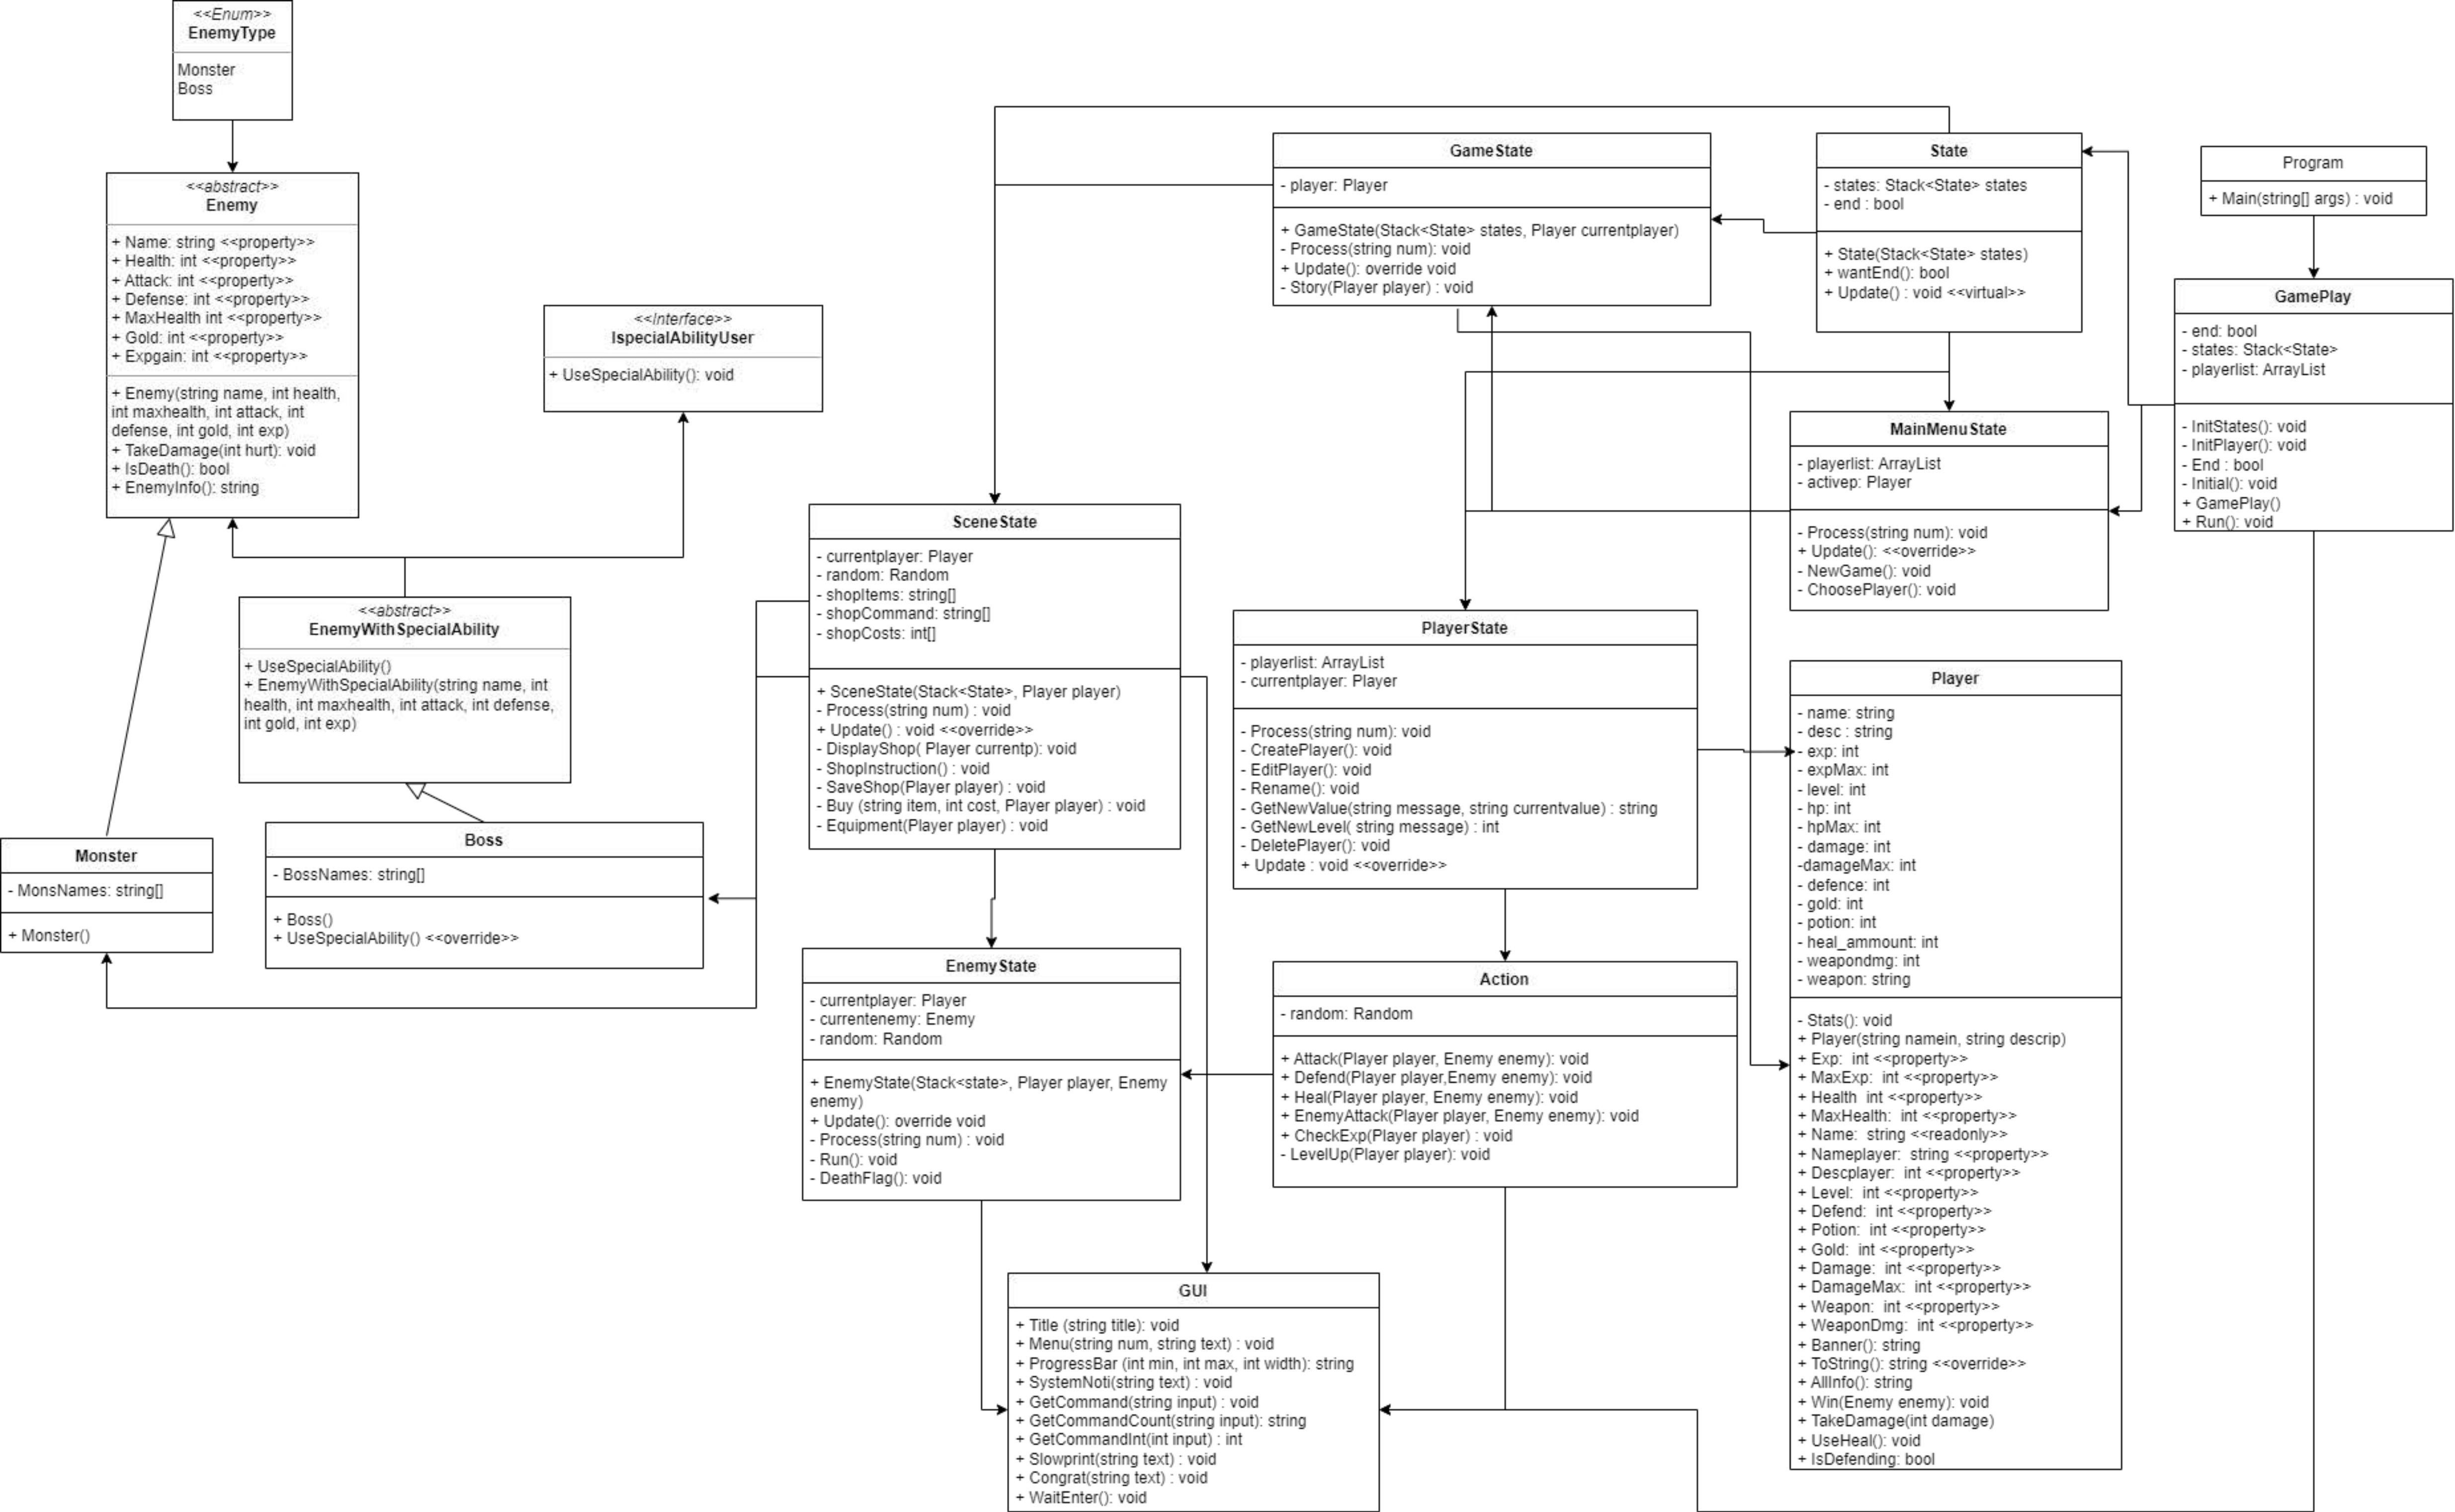 <<Enum>>
EnemyType
Monster
Boss
<<abstract>>
Enemy
+ Name: string <<property>>
+ Health: int <<property>>
+ Attack: int <<property>>
+ Defense: int <<property>>
+ MaxHealth int <<property>>
+ Gold: int <<property>>
+ Expgain: int <<property>>
+ Enemy(string name, int health,
int maxhealth, int attack, int
defense, int gold, int exp)
+ TakeDamage(int hurt): void
+ IsDeath(): bool
+ EnemyInfo(): string
<<Interface>>
IspecialAbilityUser
+ UseSpecialAbility(): void
<<abstract>>
EnemyWithSpecialAbility
+ UseSpecialAbility()
+ EnemyWithSpecialAbility(string name, int
health, int maxhealth, int attack, int defense,
int gold, int exp)
Monster
- MonsNames: string[]
+ Monster()
Boss
- BossNames: string[]
+ Boss()
+ UseSpecialAbility() <<override>>
SceneState
- currentplayer: Player
- random: Random
- shopItems: string[]
- shopCommand: string[]
- shopCosts: int[]
+ SceneState(Stack<State>, Player player)
- Process(string num) : void
+ Update() : void <<override>>
- DisplayShop( Player currentp): void
- ShopInstruction() : void
- SaveShop(Player player) : void
- Buy (string item, int cost, Player player) : void
- Equipment(Player player) : void
EnemyState
- currentplayer: Player
- currentenemy: Enemy
- random: Random
+ EnemyState(Stack<state>, Player player, Enemy
enemy)
+ Update(): override void
- Process(string num) : void
- Run(): void
- DeathFlag(): void
GUI
+ Title (string title): void
+ Menu(string num, string text) : void
+ ProgressBar (int min, int max, int width): string
+ SystemNoti(string text) : void
+ GetCommand(string input) : void
+ GetCommandCount(string input): string
+ GetCommandInt(int input) : int
+ Slowprint(string text) : void
+ Congrat(string text) : void
+ WaitEnter(): void
GameState
- player: Player
+ GameState(Stack<State> states, Player currentplayer)
- Process(string num): void
+ Update(): override void
- Story(Player player) : void
State
- states: Stack<State> states
- end : bool
+ State(Stack<State> states)
+ wantEnd(): bool
+ Update() : void <<virtual>>
Program
+ Main(string[] args) : void
GamePlay
- end: bool
- states: Stack<State>
- playerlist: ArrayList
- InitStates(): void
- InitPlayer(): void
- End : bool
- Initial(): void
+ GamePlay()
+ Run(): void
MainMenuState
- playerlist: ArrayList
- activep: Player
- Process(string num): void
+ Update(): <<override>>
- NewGame(): void
- ChoosePlayer(): void
PlayerState
- playerlist: ArrayList
- currentplayer: Player
- Process(string num): void
- CreatePlayer(): void
- EditPlayer(): void
- Rename(): void
- GetNewValue(string message, string currentvalue) : string
- GetNewLevel( string message) : int
- DeletePlayer(): void
+ Update : void <<override>>
Action
- random: Random
+ Attack(Player player, Enemy enemy): void
+ Defend(Player player,Enemy enemy): void
+ Heal(Player player, Enemy enemy): void
+ EnemyAttack(Player player, Enemy enemy): void
+ CheckExp(Player player) : void
- LevelUp(Player player): void
Player
- name: string
- desc : string
- exp: int
- expMax: int
- level: int
- hp: int
- hpMax: int
- damage: int
-damageMax: int
- defence: int
- gold: int
- potion: int
- heal_ammount: int
- weapondmg: int
- weapon: string
- Stats(): void
+ Player(string namein, string descrip)
+ Exp: int <<property>>
+ MaxExp: int <<property>>
+ Health int <<property>>
+ MaxHealth: int <<property>>
+ Name: string <<readonly>>
+ Nameplayer: string <<property>>
+ Descplayer: int <<property>>
+ Level: int <<property>>
+ Defend: int <<property>>
+ Potion: int <<property>>
+ Gold: int <<property>>
+ Damage: int <<property>>
+ DamageMax: int <<property>>
+ Weapon: int <<property>>
+ WeaponDmg: int <<property>>
+ Banner(): string
+ ToString(): string <<override>>
+ AllInfo(): string
+ Win(Enemy enemy): void
+ TakeDamage(int damage)
+ UseHeal(): void
+ IsDefending: bool